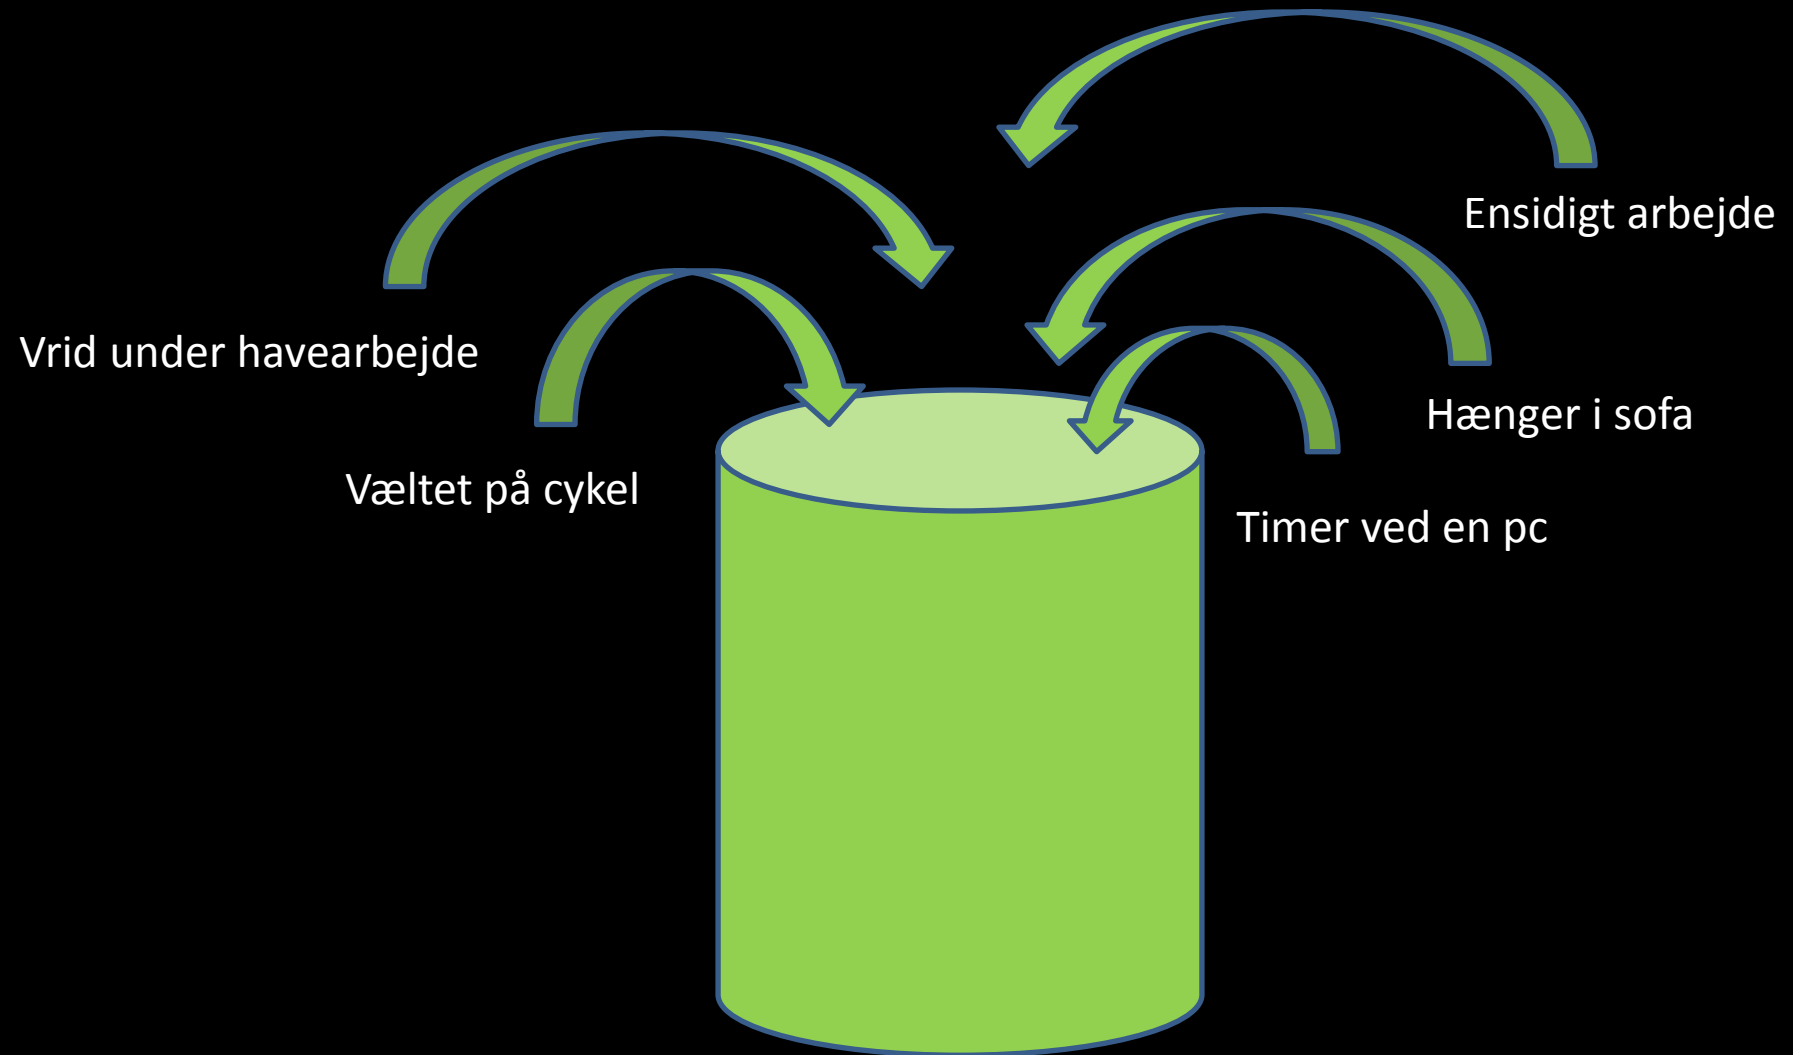 Ensidigt arbejde
Vrid under havearbejde
Hænger i sofa
Væltet på cykel
Timer ved en pc